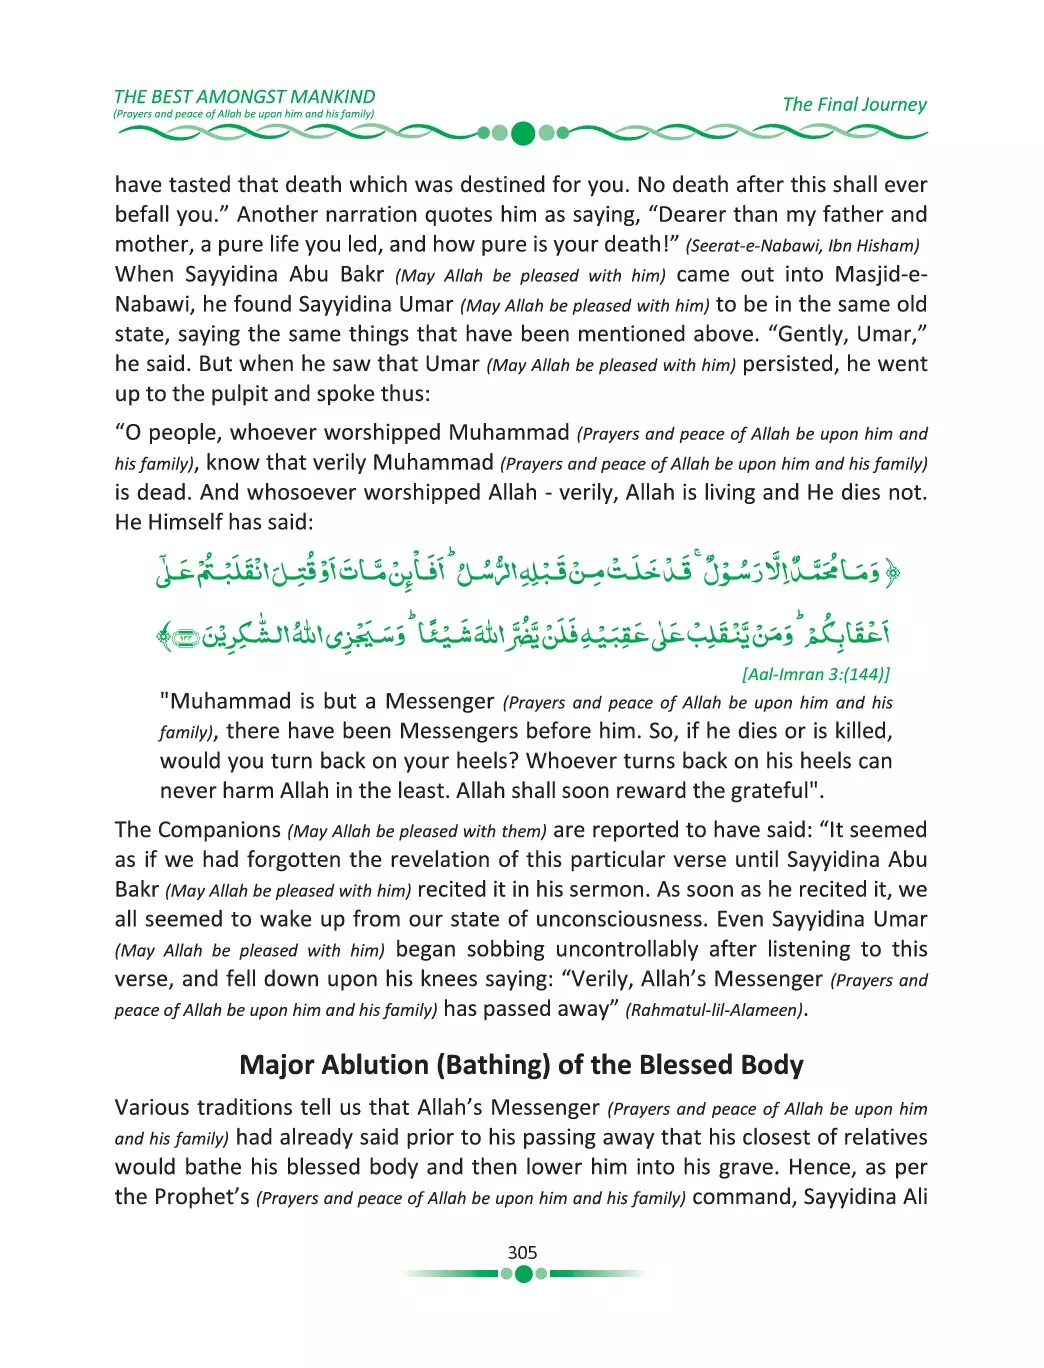 THE BEST AMONGST MANKIND
(Prayers and peace of Allah be upon him and his family)
The Final Journey
have tasted that death which was destined for you. No death after this shall ever
befall you.” Another narration quotes him as saying, “Dearer than my father and
mother, a pure life you led, and how pure is your death!” (Seerat-e-Nabawi, Ibn Hisham)
When Sayyidina Abu Bakr (May Allah be pleased with him) came out into Masjid-e-
Nabawi, he found Sayyidina Umar (May Allah be pleased with him) to be in the same old
state, saying the same things that have been mentioned above. “Gently, Umar,”
he said. But when he saw that Umar (May Allah be pleased with him) persisted, he went
up to the pulpit and spoke thus:
“O people, whoever worshipped Muhammad (Prayers and peace of Allah be upon him and
his family), know that verily Muhammad (Prayers and peace of Allah be upon him and his family)
is dead. And whosoever worshipped Allah - verily, Allah is living and He dies not.
He Himself has said:
﴿ وَمَا مُحَمَّدٌ اِلَّا رَسُوْلٌ ۚ قَدْ خَلَتْ مِنْ قَبْلِهِ الرُّسُلُ ؕ اَفَاۡئِنْ مَّاتَ اَوْ قُتِلَ انْقَلَبْتُمْ عَلٰٓى
اَعْقَابِكُمْ ؕ وَمَنْ يَّنْقَلِبْ عَلٰى عَقِبَيْهِ فَلَنْ يَّضُرَّ اللّٰهَ شَيْـًٔا ؕ وَسَيَجْزِى اللّٰهُ الشّٰكِرِيْنَ ۝١٤٤ ﴾
[Aal-Imran 3:(144)]
"Muhammad is but a Messenger (Prayers and peace of Allah be upon him and his
family), there have been Messengers before him. So, if he dies or is killed,
would you turn back on your heels? Whoever turns back on his heels can
never harm Allah in the least. Allah shall soon reward the grateful".
The Companions (May Allah be pleased with them) are reported to have said: “It seemed
as if we had forgotten the revelation of this particular verse until Sayyidina Abu
Bakr (May Allah be pleased with him) recited it in his sermon. As soon as he recited it, we
all seemed to wake up from our state of unconsciousness. Even Sayyidina Umar
(May Allah be pleased with him) began sobbing uncontrollably after listening to this
verse, and fell down upon his knees saying: “Verily, Allah’s Messenger (Prayers and
peace of Allah be upon him and his family) has passed away” (Rahmatul-lil-Alameen).
Major Ablution (Bathing) of the Blessed Body
Various traditions tell us that Allah’s Messenger (Prayers and peace of Allah be upon him
and his family) had already said prior to his passing away that his closest of relatives
would bathe his blessed body and then lower him into his grave. Hence, as per
the Prophet’s (Prayers and peace of Allah be upon him and his family) command, Sayyidina Ali
305